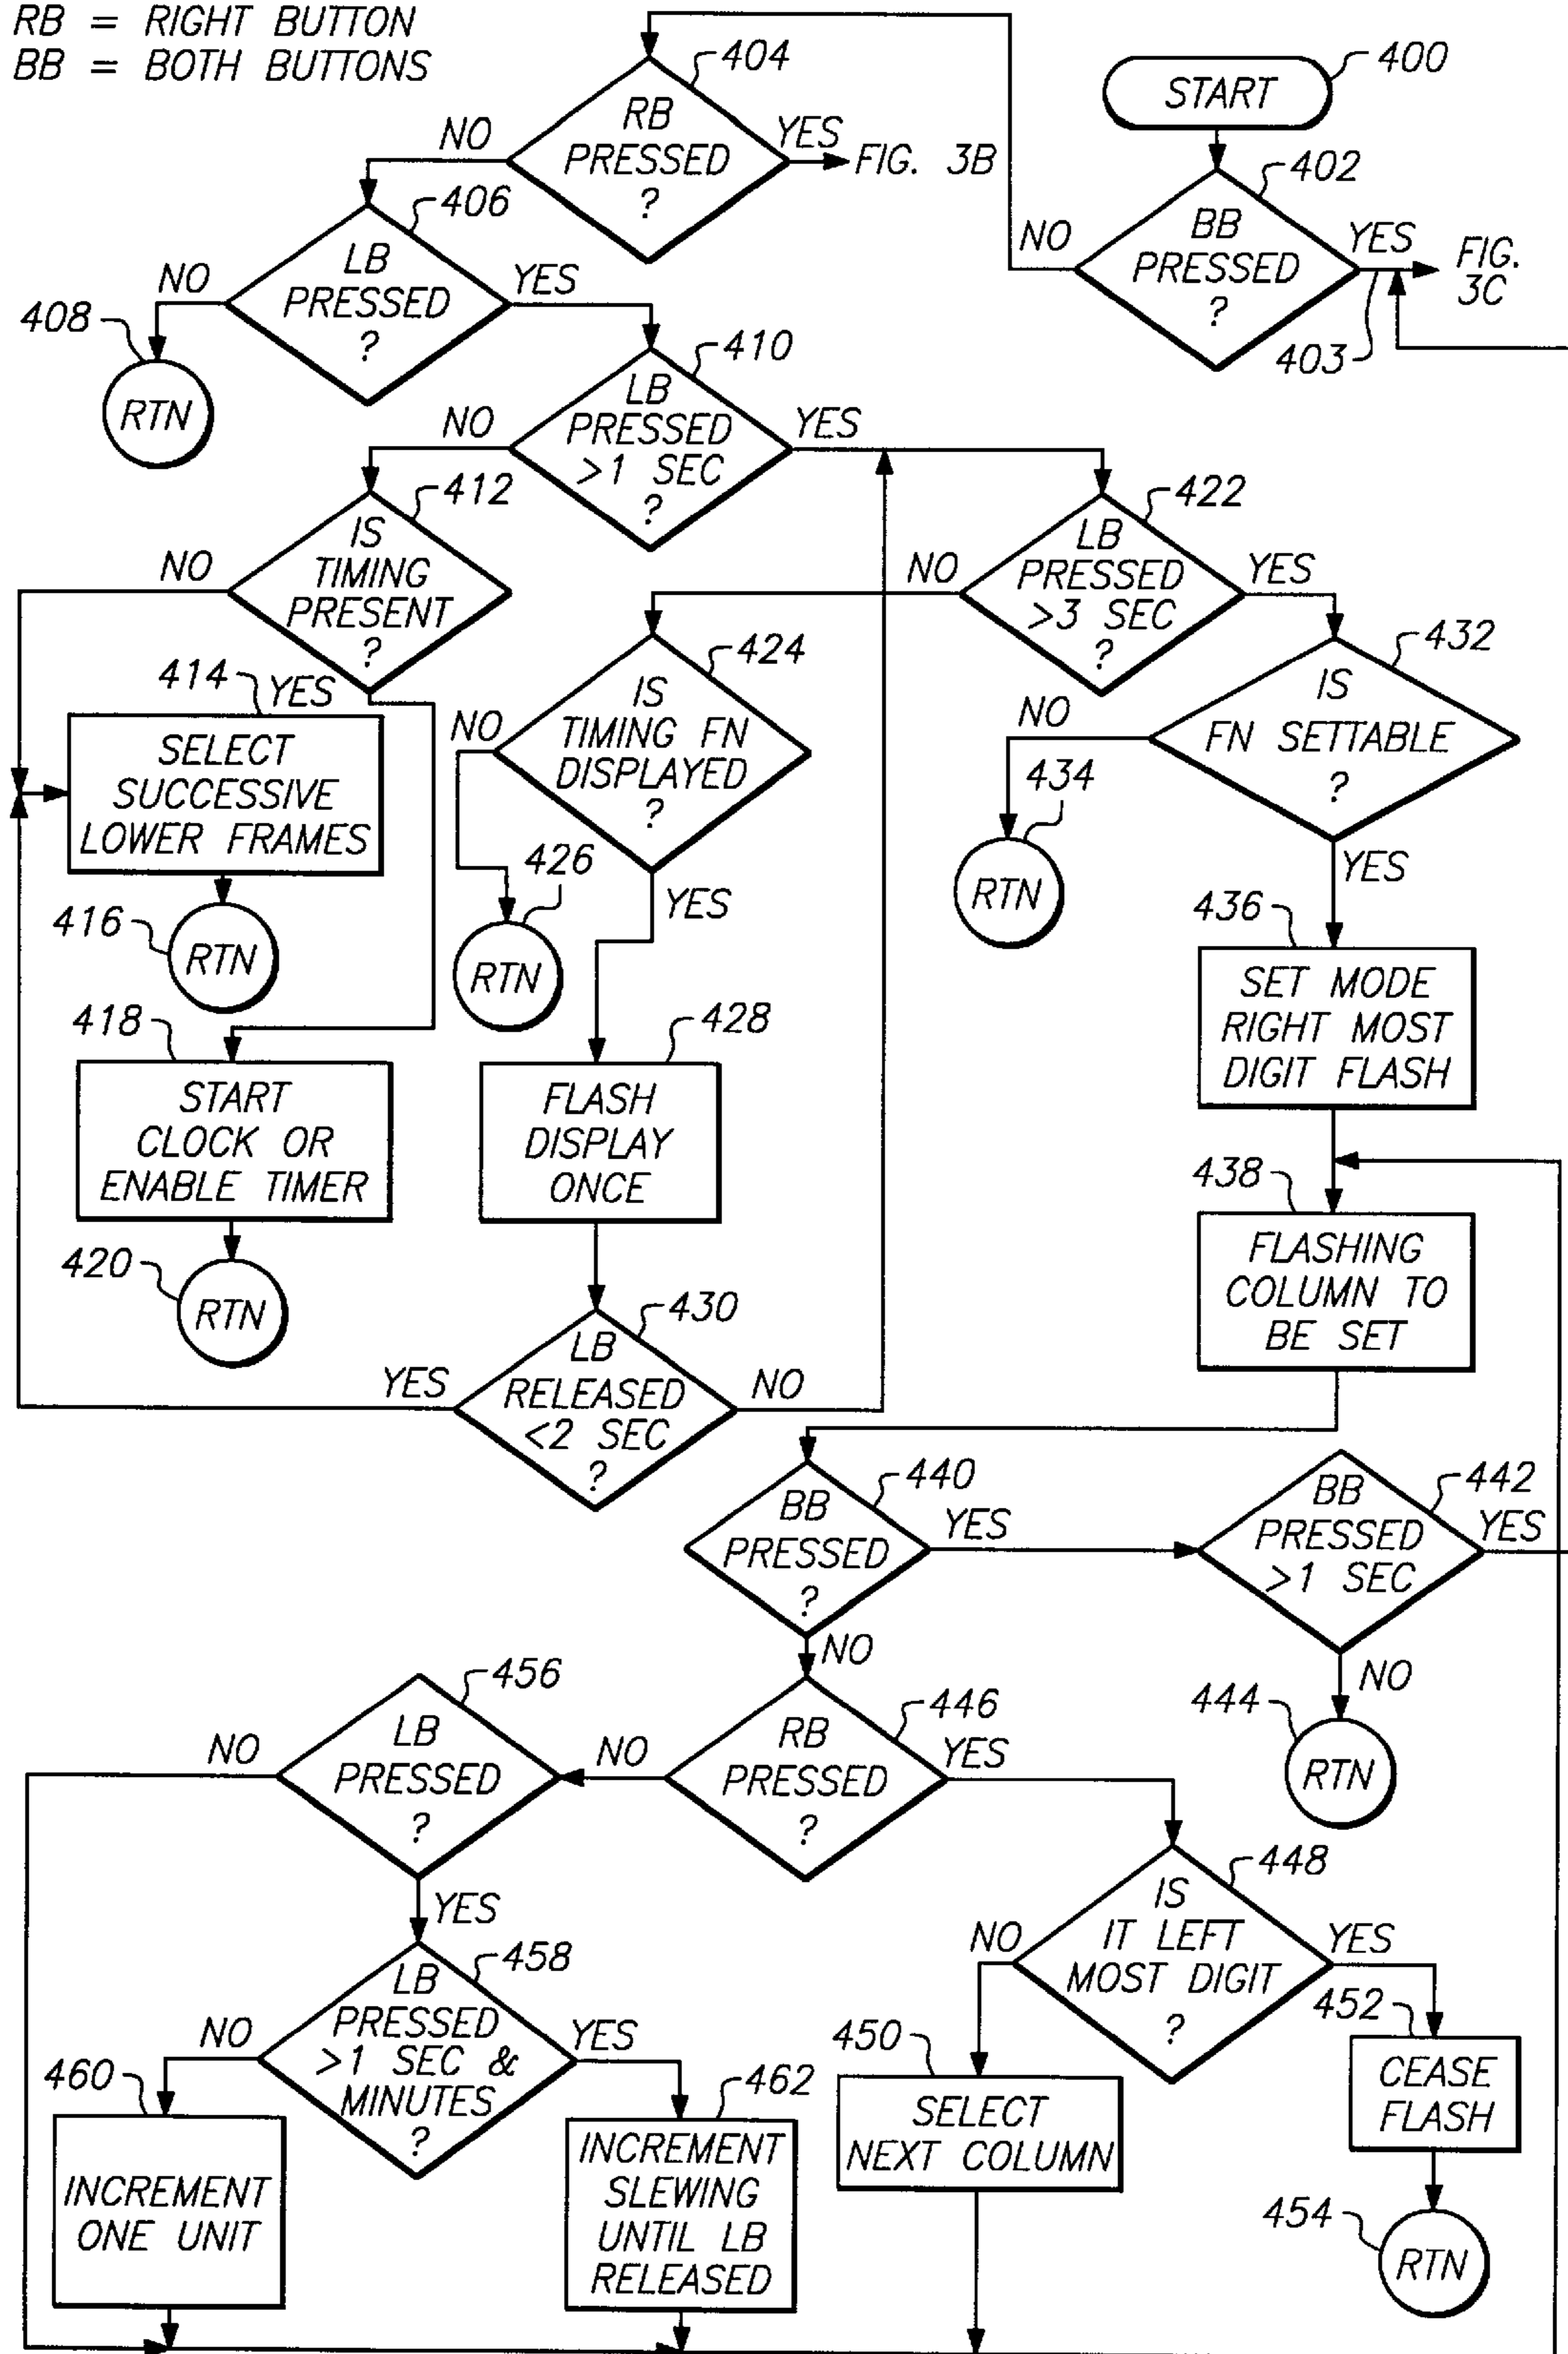 RB = RIGHT BUTTON
BB = BOTH BUTTONS
400
START
402
BB
PRESSED
?
NO
YES
FIG.
3C
403
404
RB
PRESSED
?
NO
YES
FIG. 3B
406
LB
PRESSED
?
NO
YES
408
RTN
410
LB
PRESSED
>1 SEC
?
NO
YES
412
IS
TIMING
PRESENT
?
NO
YES
414
SELECT
SUCCESSIVE
LOWER FRAMES
416
RTN
418
START
CLOCK OR
ENABLE TIMER
420
RTN
422
LB
PRESSED
>3 SEC
?
NO
YES
424
IS
TIMING FN
DISPLAYED
?
NO
YES
426
RTN
428
FLASH
DISPLAY
ONCE
430
LB
RELEASED
<2 SEC
?
YES
NO
432
IS
FN SETTABLE
?
NO
YES
434
RTN
436
SET MODE
RIGHT MOST
DIGIT FLASH
438
FLASHING
COLUMN TO
BE SET
440
BB
PRESSED
?
YES
NO
442
BB
PRESSED
>1 SEC
YES
NO
444
RTN
446
RB
PRESSED
?
NO
YES
448
IS
IT LEFT
MOST DIGIT
?
NO
YES
450
SELECT
NEXT COLUMN
452
CEASE
FLASH
454
RTN
456
LB
PRESSED
?
NO
YES
458
LB
PRESSED
>1 SEC &
MINUTES
?
NO
YES
460
INCREMENT
ONE UNIT
462
INCREMENT
SLEWING
UNTIL LB
RELEASED